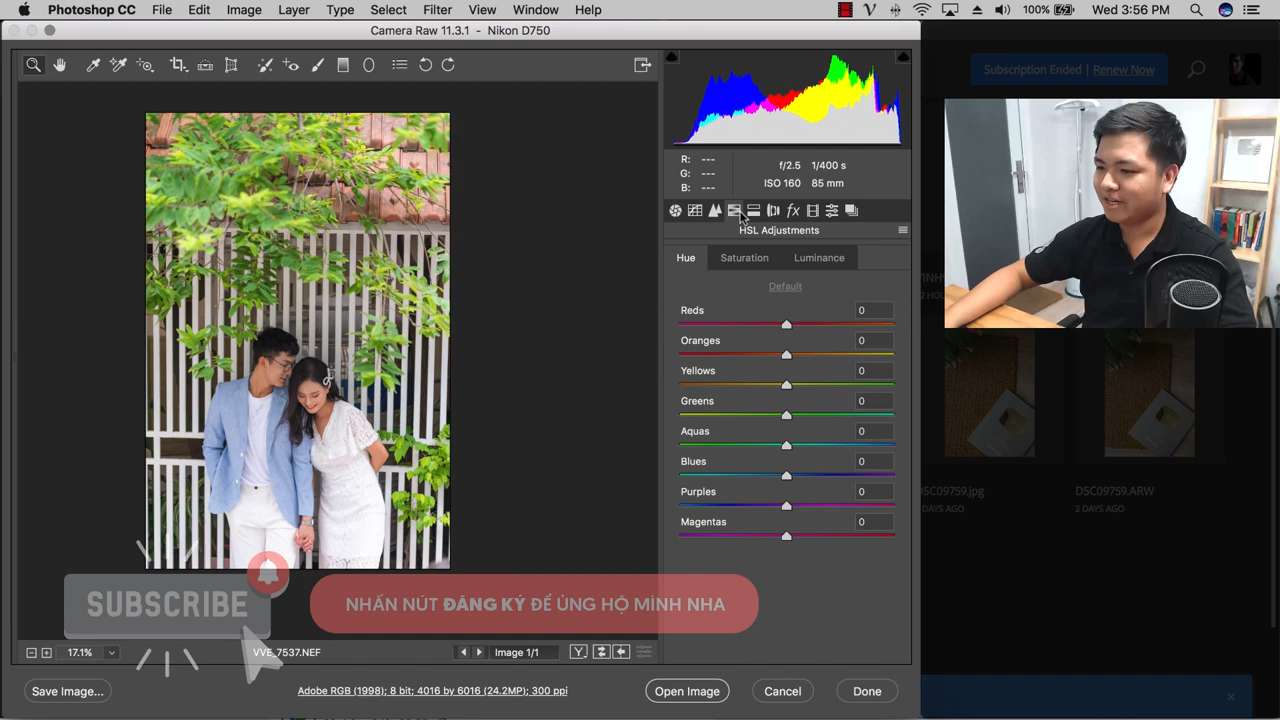 Photoshop CC File Edit Image Layer Type Select Filter View Window Help 100% Wed 3:56 PM
Camera Raw 11.3.1 - Nikon D750
Subscription Ended | Renew Now
R: ---
G: ---
B: ---
f/2.5 1/400 s
ISO 160 85 mm
HSL Adjustments
Hue Saturation Luminance
Default
Reds 0
Oranges 0
Yellows 0
Greens 0
Aquas 0
Blues 0
Purples 0
Magentas 0
DSC09759.ARW
2 DAYS AGO
SUBSCRIBE
NHẤN NÚT ĐĂNG KÝ ĐỂ ỦNG HỘ MÌNH NHA
17.1%
VVE_7537.NEF
Image 1/1
Y
Save Image...
Adobe RGB (1998); 8 bit; 4016 by 6016 (24.2MP); 300 ppi
Open Image
Cancel
Done